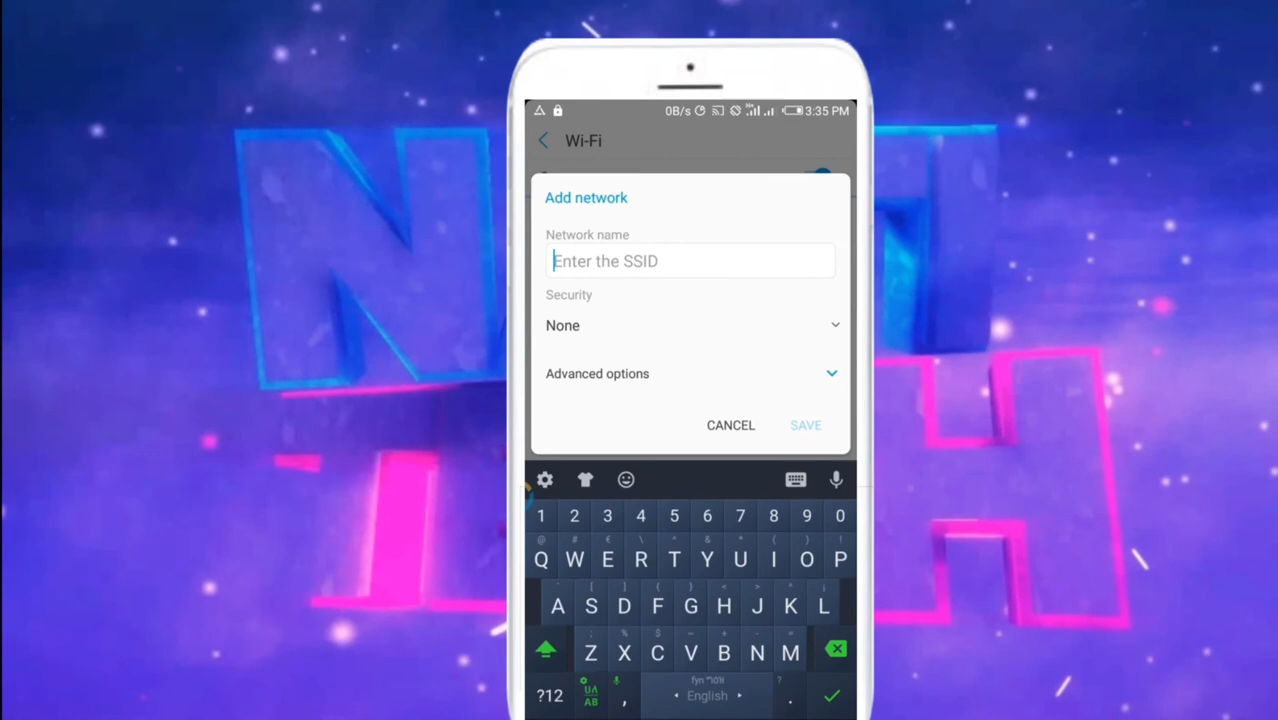 0B/s 3:35 PM
Wi-Fi
Add network
Network name
Enter the SSID
Security
None
Advanced options
CANCEL SAVE
1 2 3 4 5 6 7 8 9 0
@ # € \ ^ & * ( ) !
Q W E R T Y U I O P
[ ] { } < > ^ ¡
A S D F G H J K L
; % $ ~ + - =
Z X C V B N M
?12 , English . ?